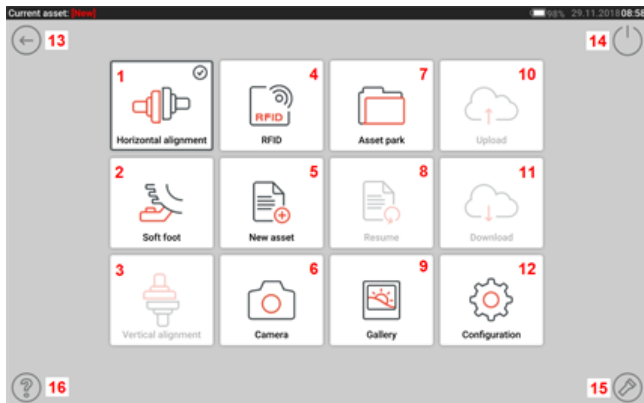 Current asset: [New] 98% 29.11.2018 08:58
13 14
1 4 7 10
RFID
Horizontal alignment RFID Asset park Upload
2 5 8 11
Soft foot New asset Resume Download
3 6 9 12
Vertical alignment Camera Gallery Configuration
? 16 15